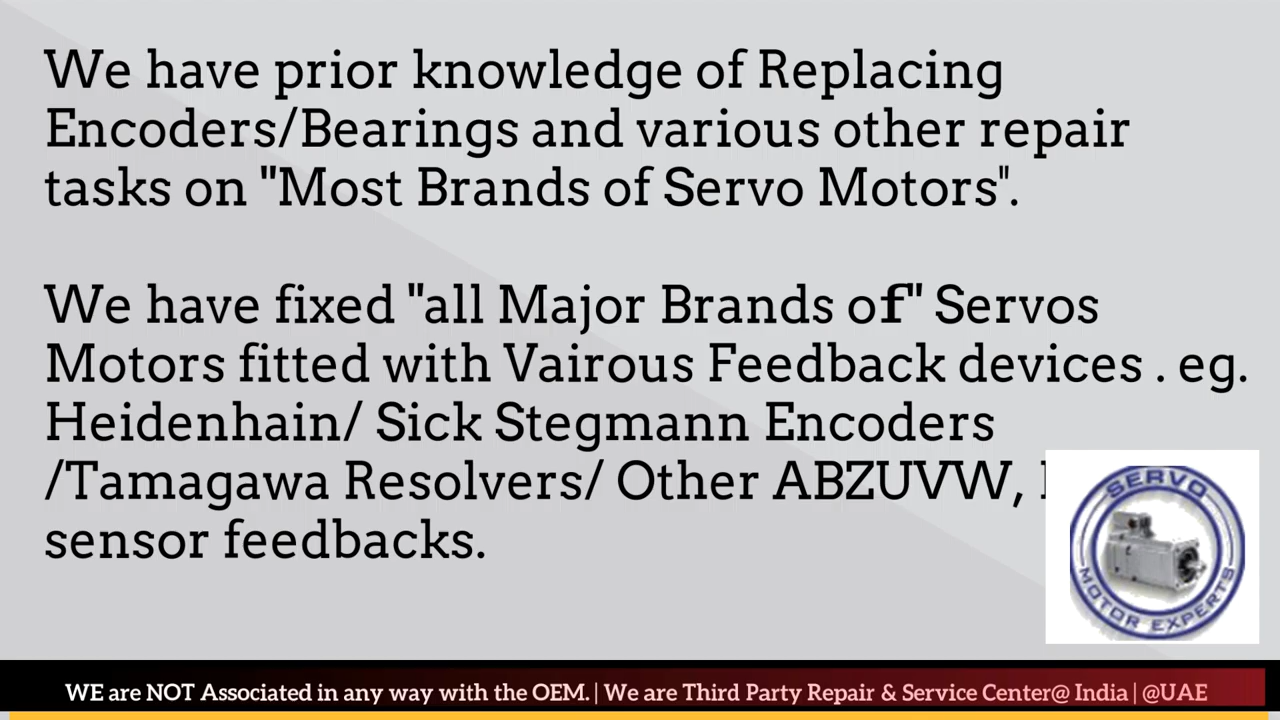 We have prior knowledge of Replacing
Encoders/Bearings and various other repair
tasks on "Most Brands of Servo Motors".
We have fixed "all Major Brands of" Servos
Motors fitted with Vairous Feedback devices . eg.
Heidenhain/ Sick Stegmann Encoders
/Tamagawa Resolvers/ Other ABZUVW,
sensor feedbacks.
SERVO
MOTOR EXPERTS
WE are NOT Associated in any way with the OEM. | We are Third Party Repair & Service Center@ India | @UAE